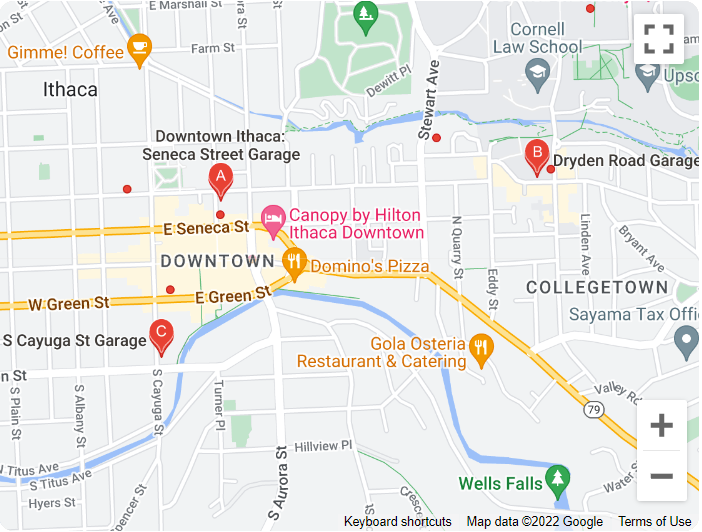 E Marshall St
Cornell
Law School
Gimme! Coffee
Farm St
Dewitt Pl
Ithaca
Stewart Ave
Downtown Ithaca:
Seneca Street Garage
A
B
Dryden Road Garage
E Seneca St
Canopy by Hilton
Ithaca Downtown
N Quarry St
Linden Ave
Bryant Ave
DOWNTOWN
Domino's Pizza
Eddy St
COLLEGETOWN
W Green St
E Green St
Sayama Tax Offi
S Cayuga St Garage
C
Gola Osteria
Restaurant & Catering
on St
S Plain St
S Albany St
S Cayuga St
Turner Pl
Valley Ro
79
S Aurora St
Hillview Pl
N Titus Ave
S Titus Ave
Wells Falls
Water S
Hyers St
Spencer St
Cresce
Keyboard shortcuts
Map data ©2022 Google
Terms of Use